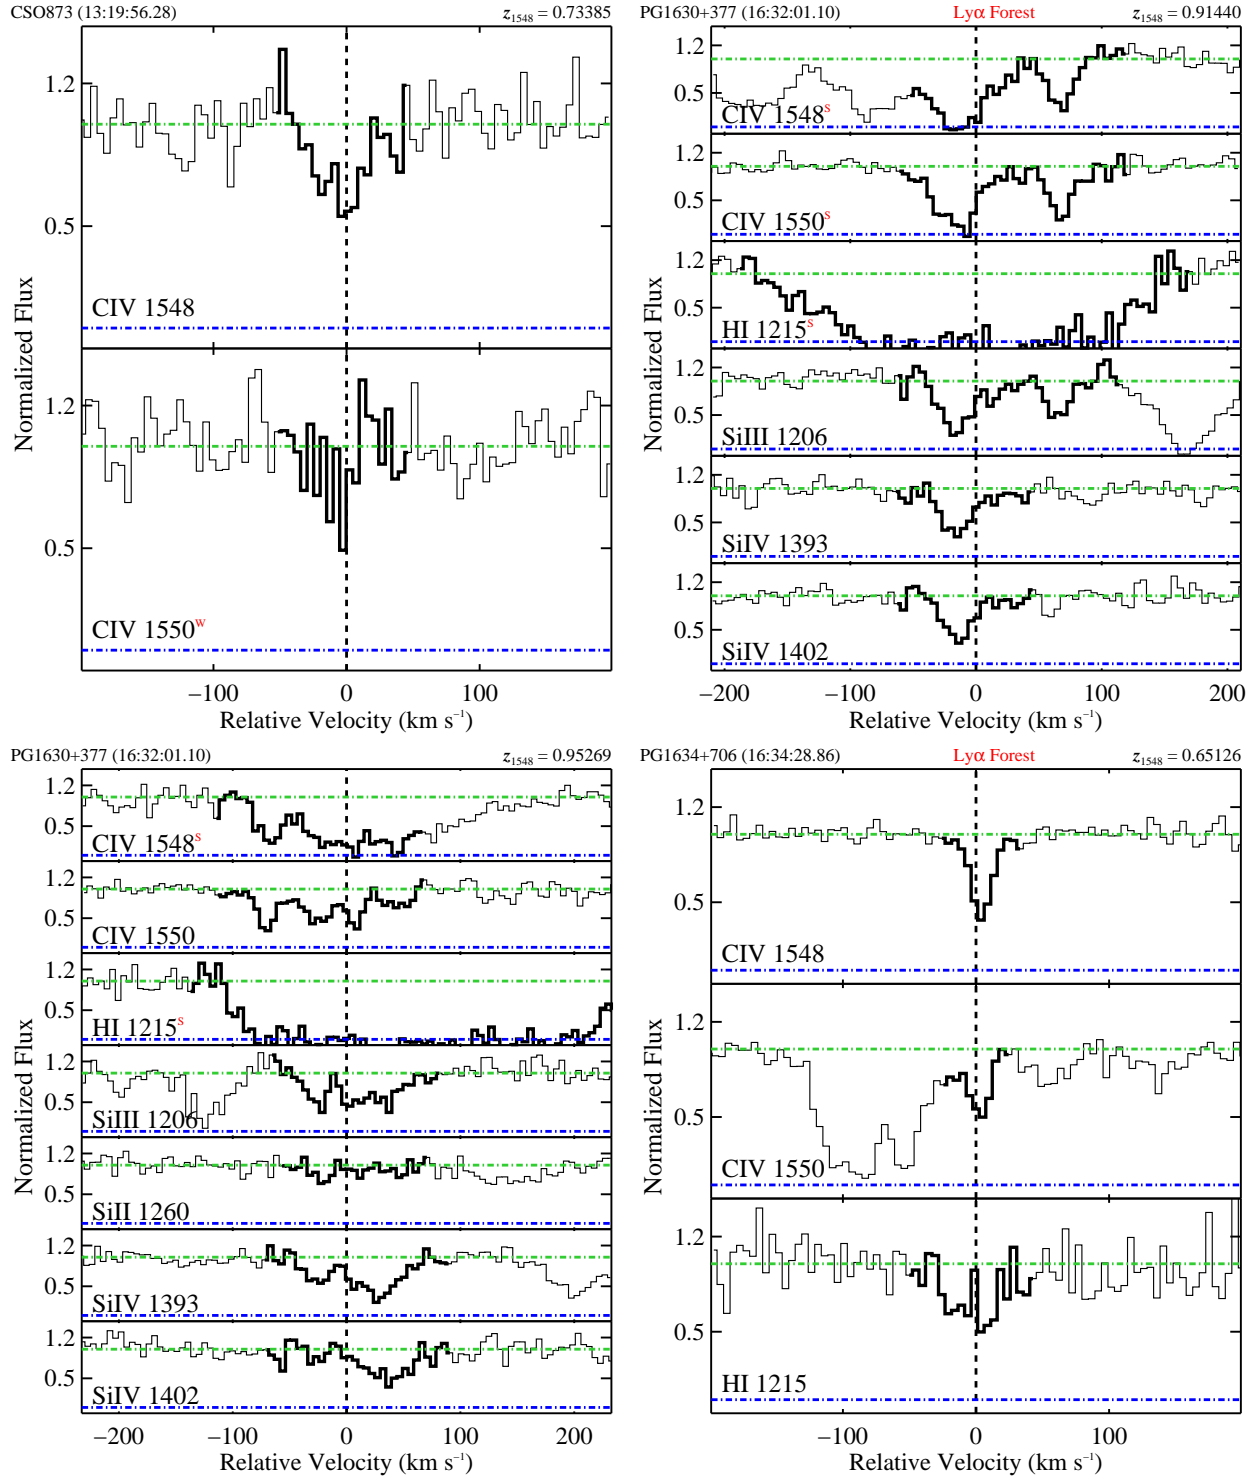 CSO873 (13:19:56.28) z1548 = 0.73385
1.2
0.5
CIV 1548
1.2
0.5
CIV 1550w
Normalized Flux
−100 0 100
Relative Velocity (km s−1)
PG1630+377 (16:32:01.10) Lyα Forest z1548 = 0.91440
1.2
0.5
CIV 1548s
1.2
0.5
CIV 1550s
1.2
0.5
HI 1215s
1.2
0.5
SiIII 1206
1.2
0.5
SiIV 1393
1.2
0.5
SiIV 1402
Normalized Flux
−200 −100 0 100 200
Relative Velocity (km s−1)
PG1630+377 (16:32:01.10) z1548 = 0.95269
1.2
0.5
CIV 1548s
1.2
0.5
CIV 1550
1.2
0.5
HI 1215s
1.2
0.5
SiIII 1206
1.2
0.5
SiII 1260
1.2
0.5
SiIV 1393
1.2
0.5
SiIV 1402
Normalized Flux
−200 −100 0 100 200
Relative Velocity (km s−1)
PG1634+706 (16:34:28.86) Lyα Forest z1548 = 0.65126
1.2
0.5
CIV 1548
1.2
0.5
CIV 1550
1.2
0.5
HI 1215
Normalized Flux
−100 0 100
Relative Velocity (km s−1)